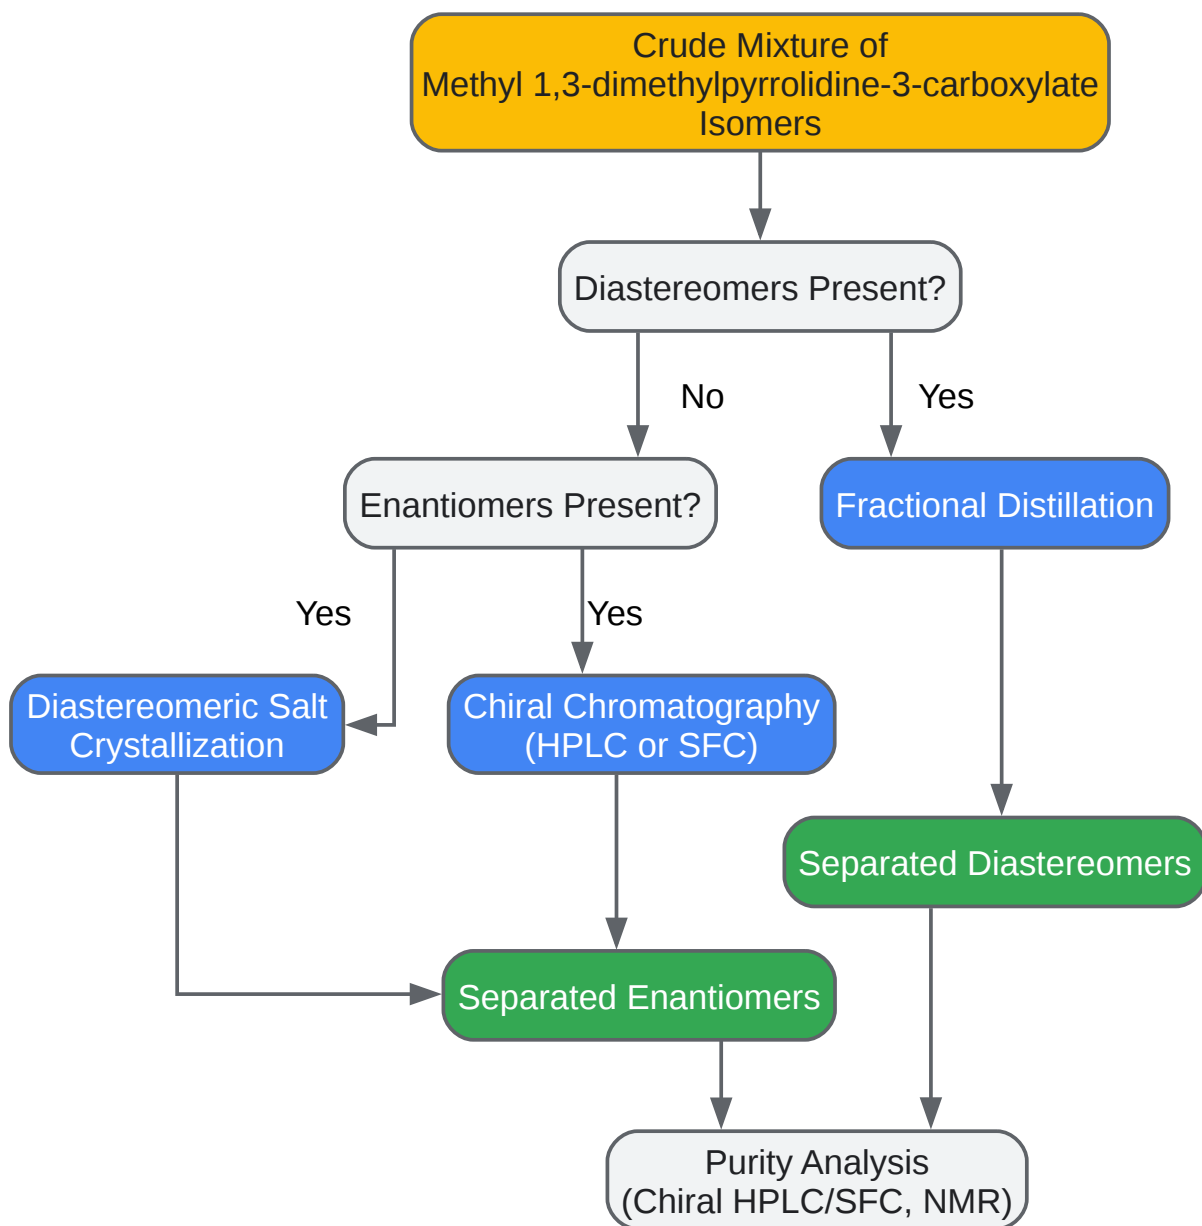 Crude Mixture of
Methyl 1,3-dimethylpyrrolidine-3-carboxylate
Isomers
Diastereomers Present?
No
Yes
Enantiomers Present?
Fractional Distillation
Yes
Yes
Diastereomeric Salt
Crystallization
Chiral Chromatography
(HPLC or SFC)
Separated Diastereomers
Separated Enantiomers
Purity Analysis
(Chiral HPLC/SFC, NMR)